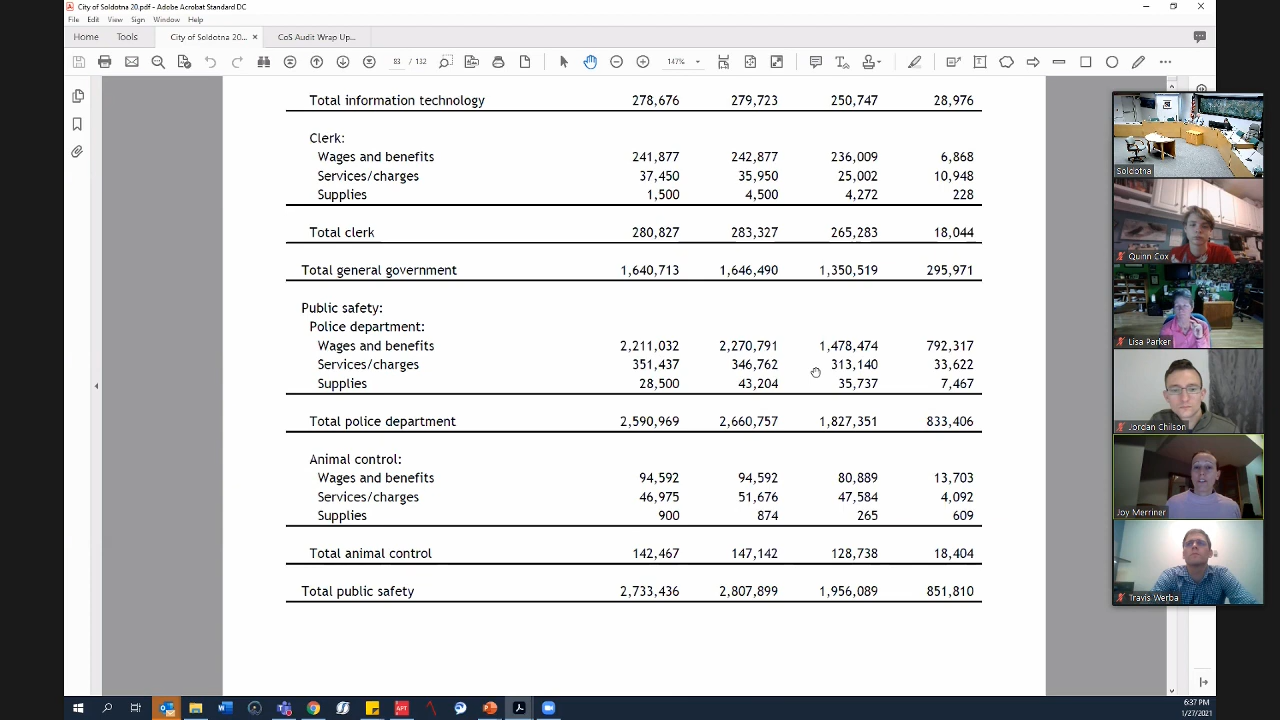 City of Soldotna 20.pdf - Adobe Acrobat Standard DC
File Edit View Sign Window Help
Home Tools City of Soldotna 20... × CoS Audit Wrap Up...
83 / 132 147%
Total information technology 278,676 279,723 250,747 28,976
Clerk:
Wages and benefits 241,877 242,877 236,009 6,868
Services/charges 37,450 35,950 25,002 10,948
Supplies 1,500 4,500 4,272 228
Total clerk 280,827 283,327 265,283 18,044
Total general government 1,640,713 1,646,490 1,350,519 295,971
Public safety:
Police department:
Wages and benefits 2,211,032 2,270,791 1,478,474 792,317
Services/charges 351,437 346,762 313,140 33,622
Supplies 28,500 43,204 35,737 7,467
Total police department 2,590,969 2,660,757 1,827,351 833,406
Animal control:
Wages and benefits 94,592 94,592 80,889 13,703
Services/charges 46,975 51,676 47,584 4,092
Supplies 900 874 265 609
Total animal control 142,467 147,142 128,738 18,404
Total public safety 2,733,436 2,807,899 1,956,089 851,810
Soldotna
Quinn Cox
Lisa Parker
Jordan Chilson
Joy Merriner
Travis Werba
6:37 PM
1/27/2021